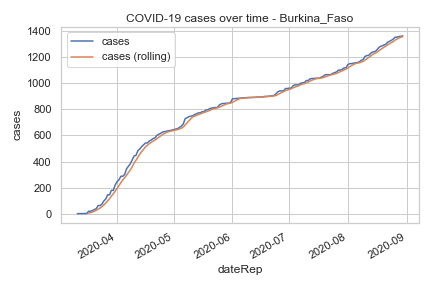 COVID-19 cases over time - Burkina_Faso
cases
cases (rolling)
1400
1200
1000
800
600
400
200
0
cases
2020-04
2020-05
2020-06
2020-07
2020-08
2020-09
dateRep